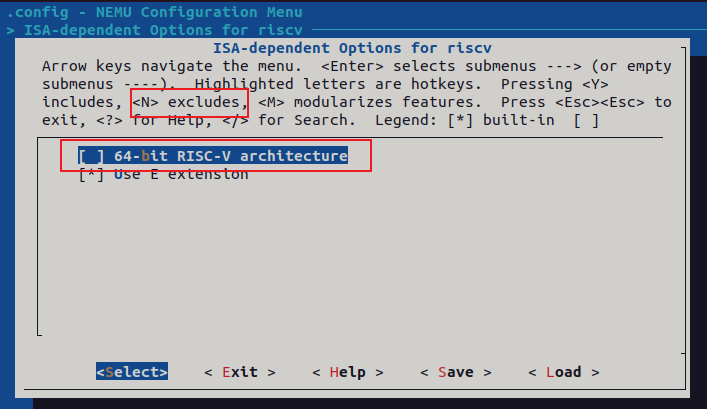 .config - NEMU Configuration Menu
> ISA-dependent Options for riscv
ISA-dependent Options for riscv
Arrow keys navigate the menu. <Enter> selects submenus ---> (or empty
submenus ----). Highlighted letters are hotkeys. Pressing <Y>
includes, <N> excludes, <M> modularizes features. Press <Esc><Esc> to
exit, <?> for Help, </> for Search. Legend: [*] built-in [ ]
[ ] 64-bit RISC-V architecture
[*] Use E extension
<Select> < Exit > < Help > < Save > < Load >